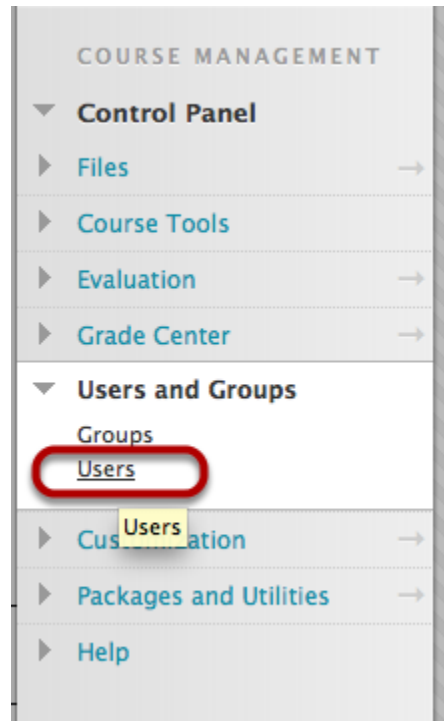 COURSE MANAGEMENT
Control Panel
Files
Course Tools
Evaluation
Grade Center
Users and Groups
Groups
Users
Users
Customization
Packages and Utilities
Help